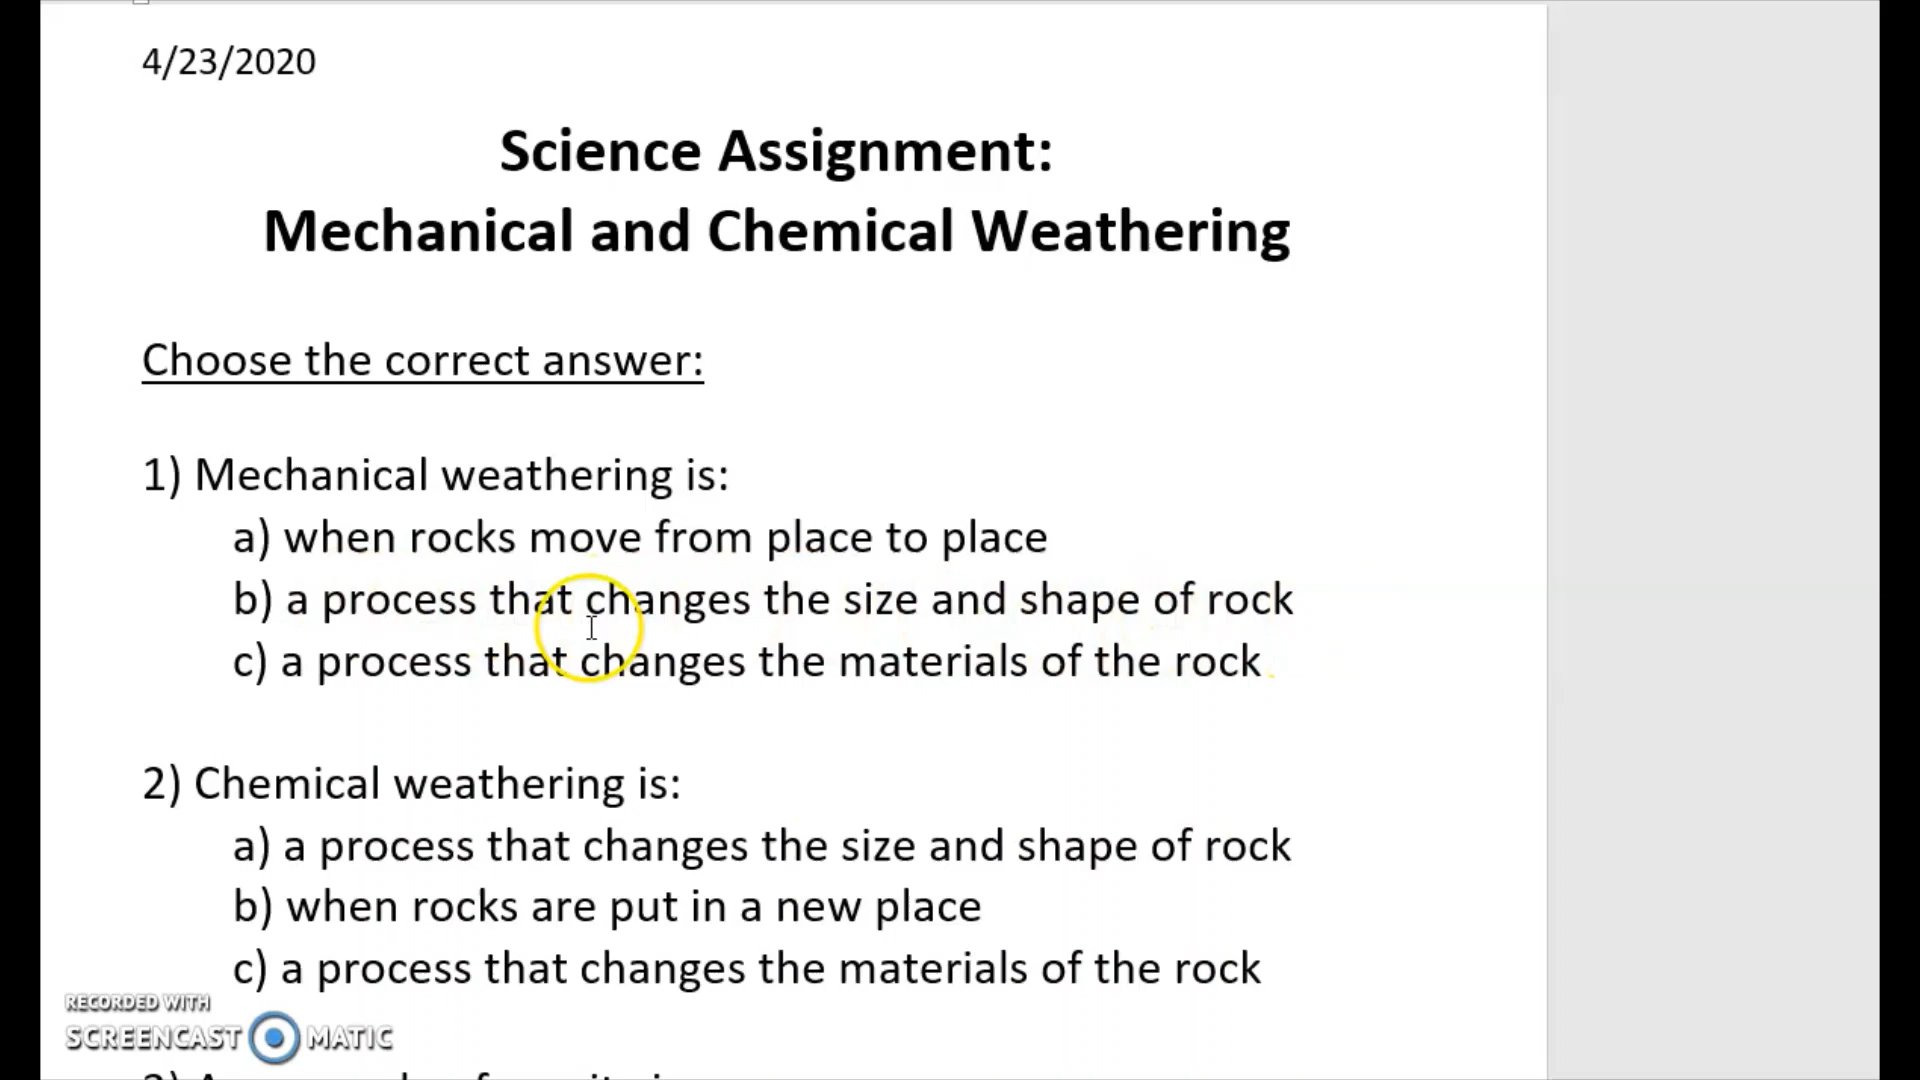 4/23/2020
Science Assignment:
Mechanical and Chemical Weathering
Choose the correct answer:
1) Mechanical weathering is:
a) when rocks move from place to place
b) a process that changes the size and shape of rock
c) a process that changes the materials of the rock
2) Chemical weathering is:
a) a process that changes the size and shape of rock
b) when rocks are put in a new place
c) a process that changes the materials of the rock
RECORDED WITH
SCREENCAST MATIC